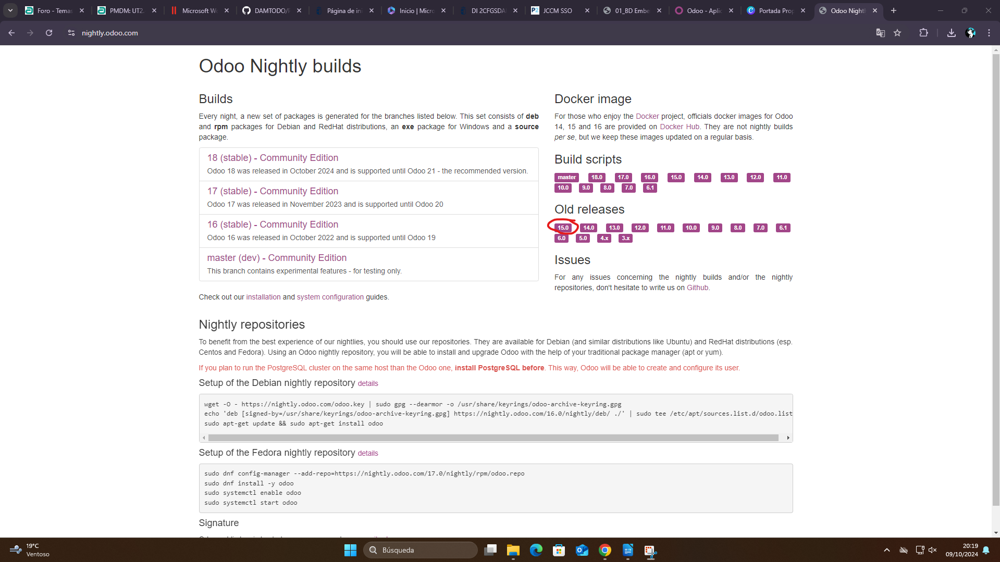 Foro - Temas
PMDM: UT2.
Microsoft W
DAMTODO/
Página de ini
Inicio | Micro
DI 2CFGSDA
JCCM SSO
01_BD Embe
Odoo - Aplic
Portada Prop
Odoo Nightl
nightly.odoo.com
Odoo Nightly builds
Builds
Every night, a new set of packages is generated for the branches listed below. This set consists of deb
and rpm packages for Debian and RedHat distributions, an exe package for Windows and a source
package.
18 (stable) - Community Edition
Odoo 18 was released in October 2024 and is supported until Odoo 21 - the recommended version.
17 (stable) - Community Edition
Odoo 17 was released in November 2023 and is supported until Odoo 20
16 (stable) - Community Edition
Odoo 16 was released in October 2022 and is supported until Odoo 19
master (dev) - Community Edition
This branch contains experimental features - for testing only.
Check out our installation and system configuration guides.
Docker image
For those who enjoy the Docker project, officials docker images for Odoo
14, 15 and 16 are provided on Docker Hub. They are not nightly builds
per se, but we keep these images updated on a regular basis.
Build scripts
master 18.0 17.0 16.0 15.0 14.0 13.0 12.0 11.0
10.0 9.0 8.0 7.0 6.1
Old releases
15.0 14.0 13.0 12.0 11.0 10.0 9.0 8.0 7.0 6.1
6.0 5.0 4.x 3.x
Issues
For any issues concerning the nightly builds and/or the nightly
repositories, don't hesitate to write us on Github.
Nightly repositories
To benefit from the best experience of our nightlies, you should use our repositories. They are available for Debian (and similar distributions like Ubuntu) and RedHat distributions (esp.
Centos and Fedora). Using an Odoo nightly repository, you will be able to install and upgrade Odoo with the help of your traditional package manager (apt or yum).
If you plan to run the PostgreSQL cluster on the same host than the Odoo one, install PostgreSQL before. This way, Odoo will be able to create and configure its user.
Setup of the Debian nightly repository details
wget -O - https://nightly.odoo.com/odoo.key | sudo gpg --dearmor -o /usr/share/keyrings/odoo-archive-keyring.gpg
echo 'deb [signed-by=/usr/share/keyrings/odoo-archive-keyring.gpg] https://nightly.odoo.com/16.0/nightly/deb/ ./' | sudo tee /etc/apt/sources.list.d/odoo.list
sudo apt-get update && sudo apt-get install odoo
Setup of the Fedora nightly repository details
sudo dnf config-manager --add-repo=https://nightly.odoo.com/17.0/nightly/rpm/odoo.repo
sudo dnf install -y odoo
sudo systemctl enable odoo
sudo systemctl start odoo
Signature
19°C
Ventoso
Búsqueda
20:19
09/10/2024